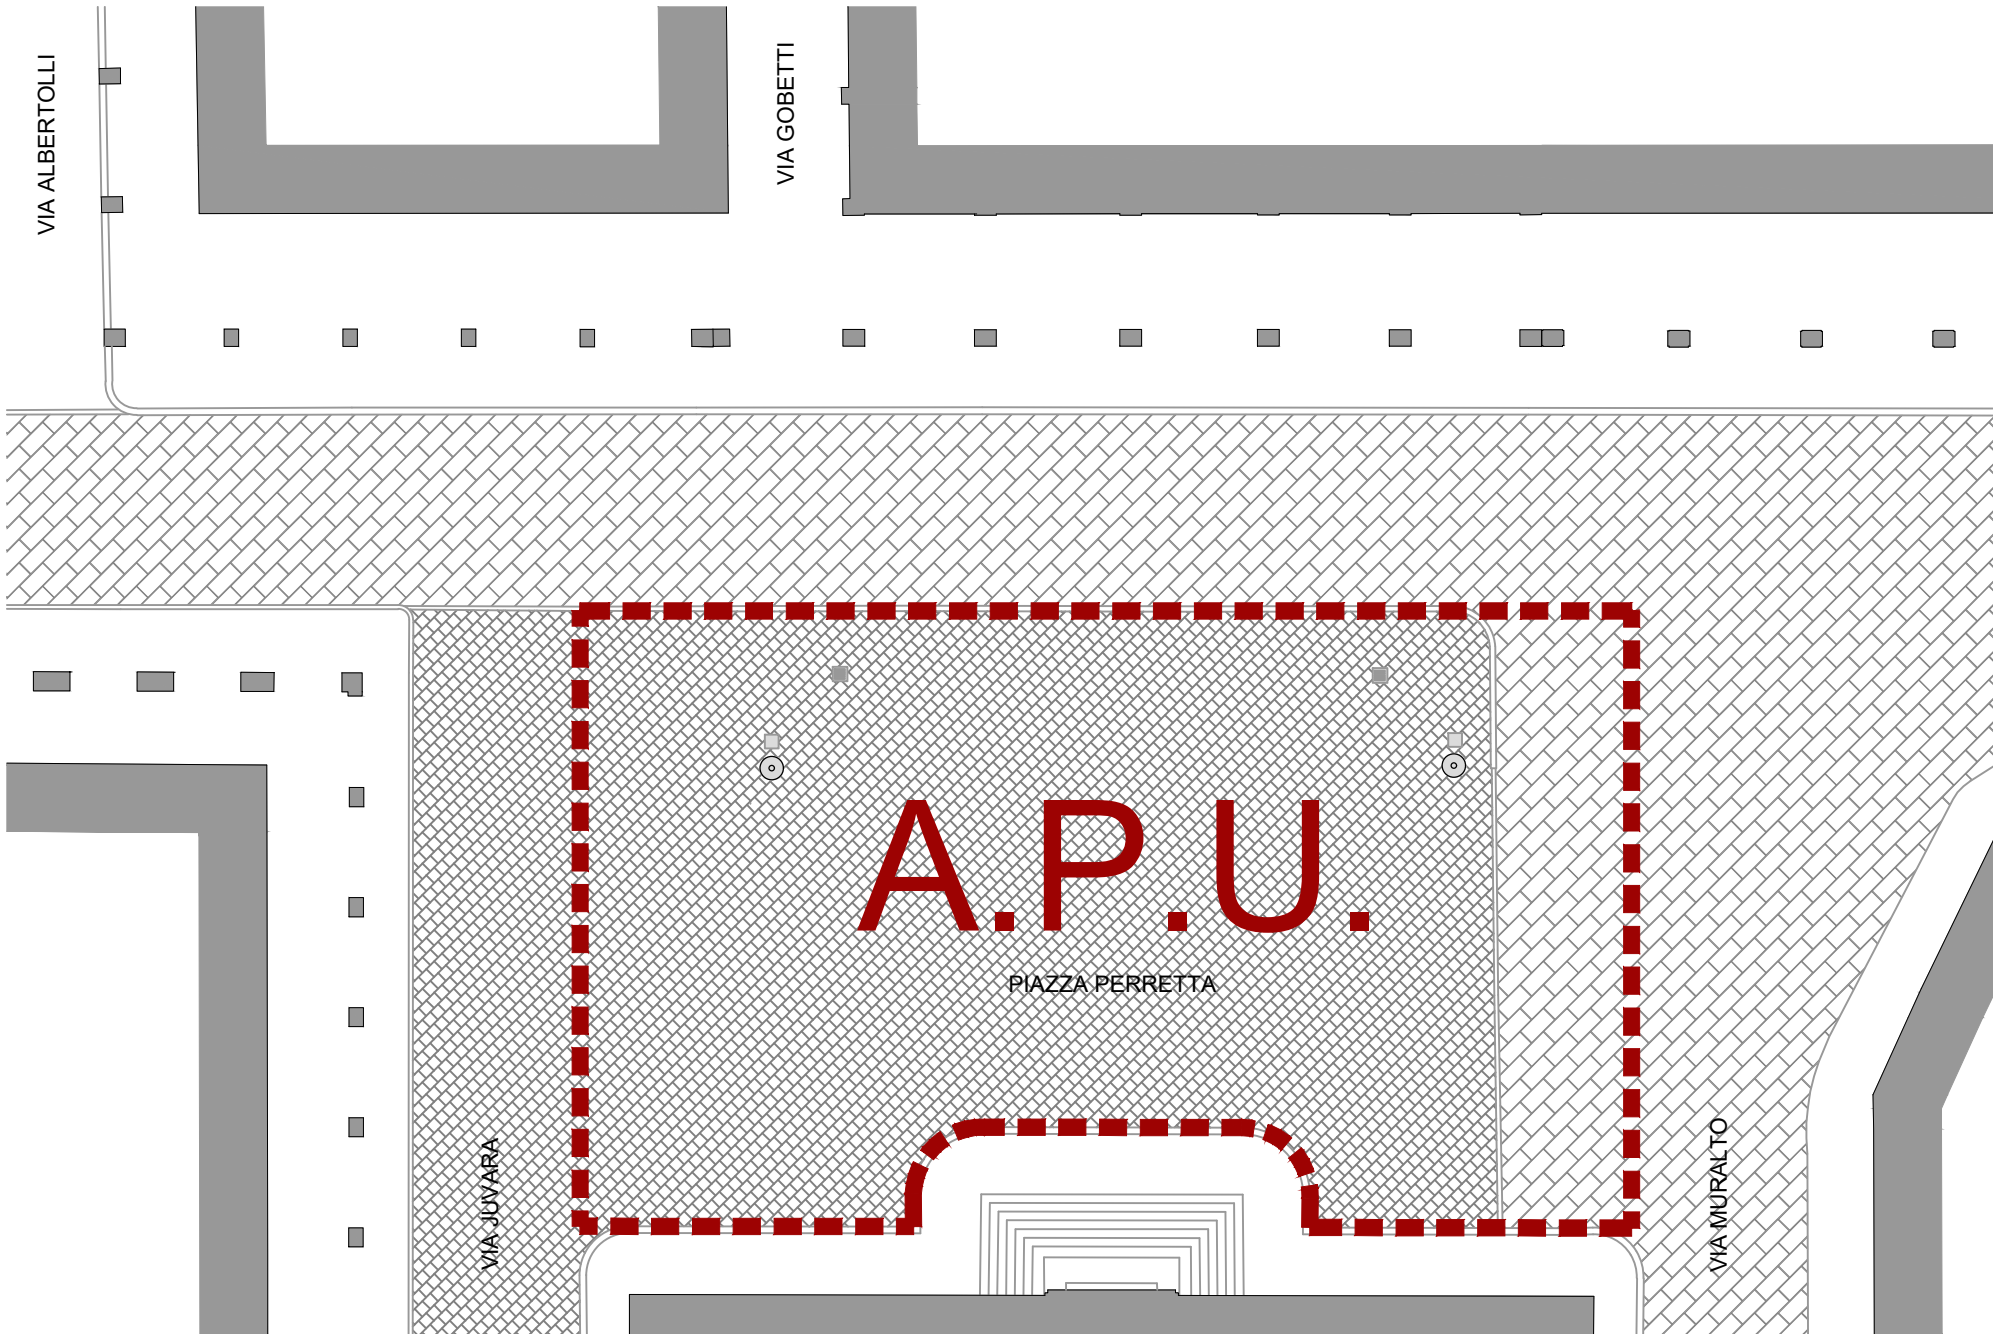 VIA ALBERTOLLI
VIA GOBETTI
A.P.U.
PIAZZA PERRETTA
VIA JUVARA
VIA MURALTO